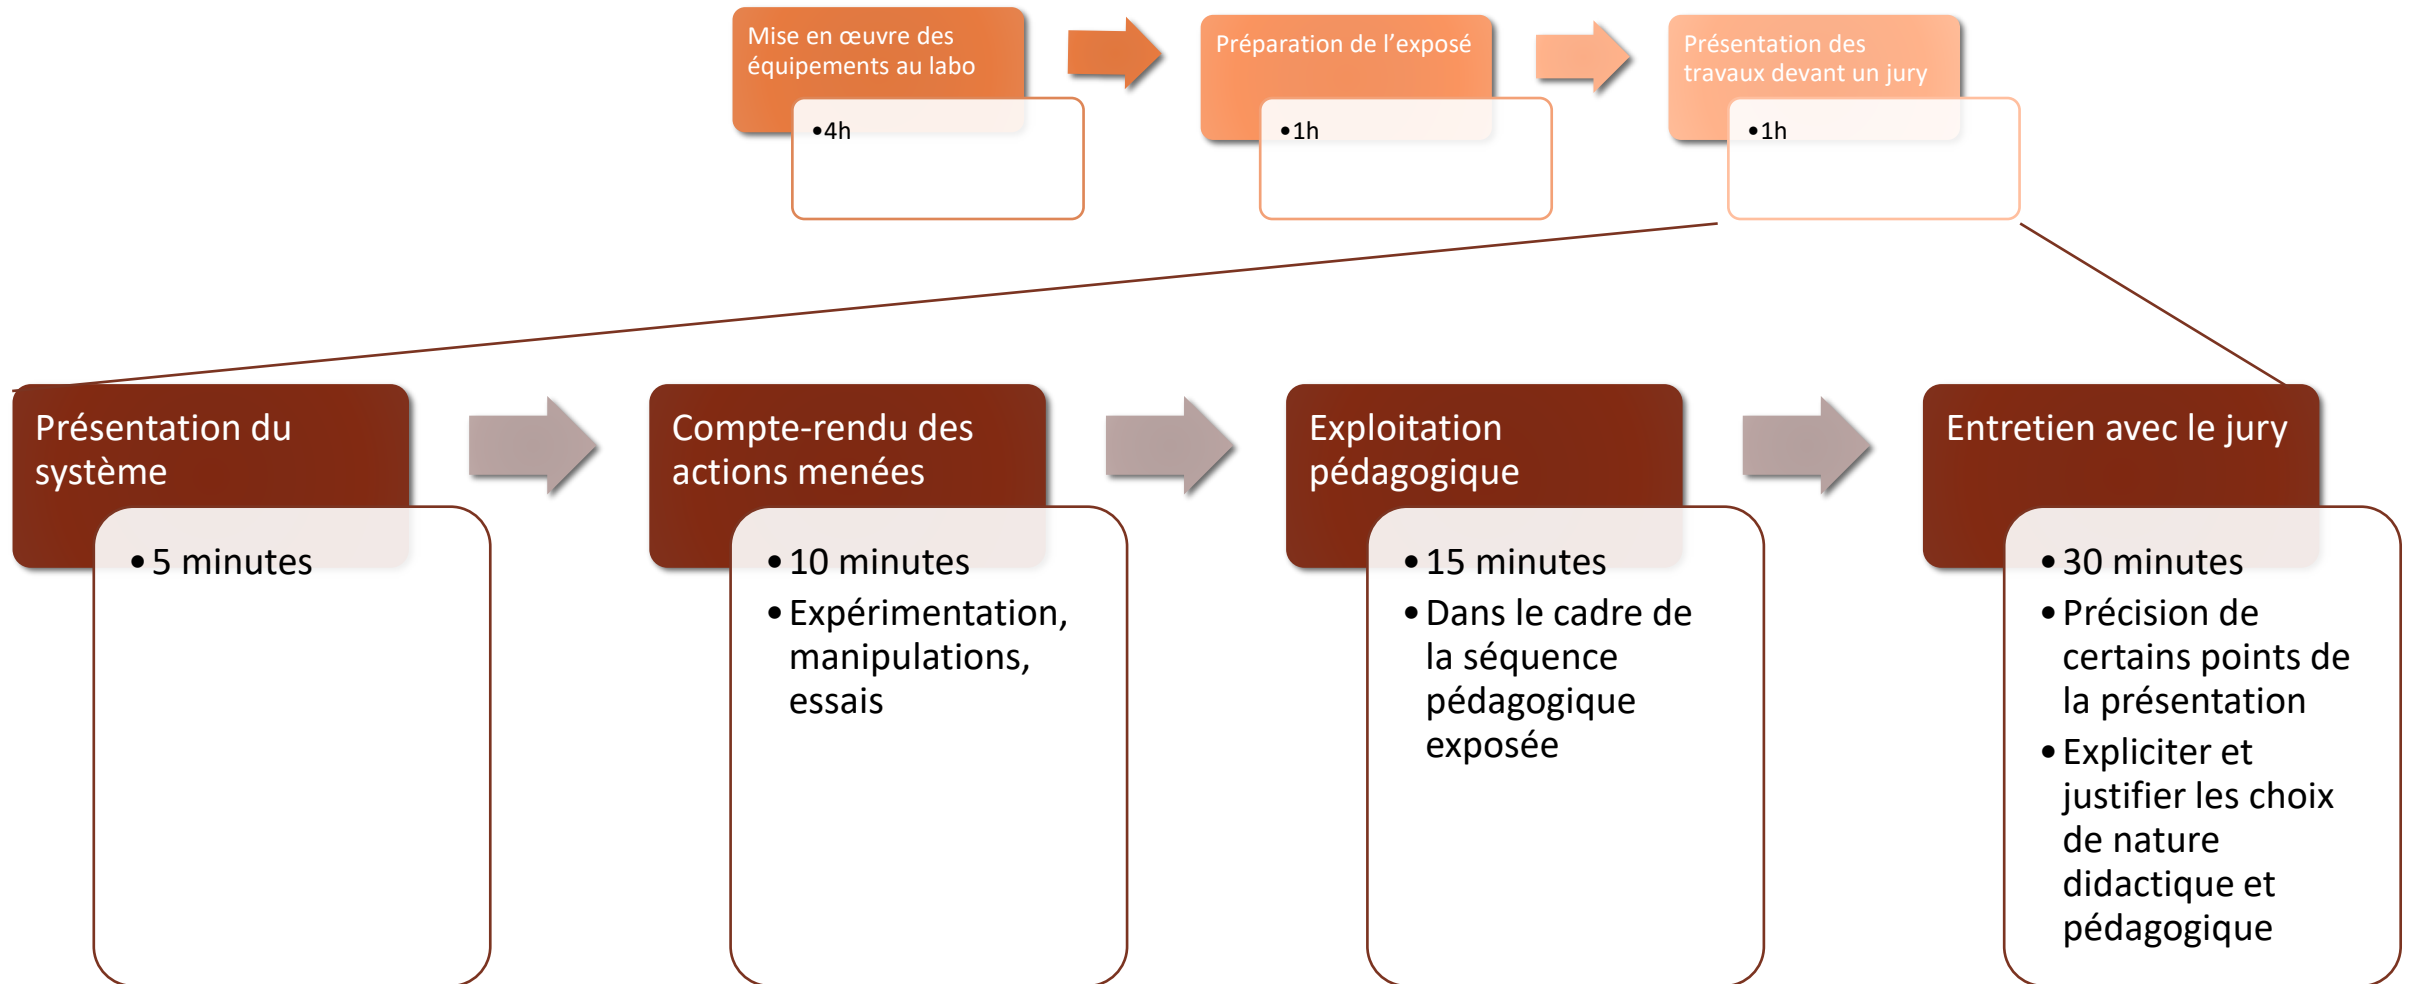 Mise en œuvre des
équipements au labo
•4h
Préparation de l’exposé
•1h
Présentation des
travaux devant un jury
•1h
Présentation du
système
•5 minutes
Compte-rendu des
actions menées
•10 minutes
•Expérimentation,
manipulations,
essais
Exploitation
pédagogique
•15 minutes
•Dans le cadre de
la séquence
pédagogique
exposée
Entretien avec le jury
•30 minutes
•Précision de
certains points de
la présentation
•Expliciter et
justifier les choix
de nature
didactique et
pédagogique